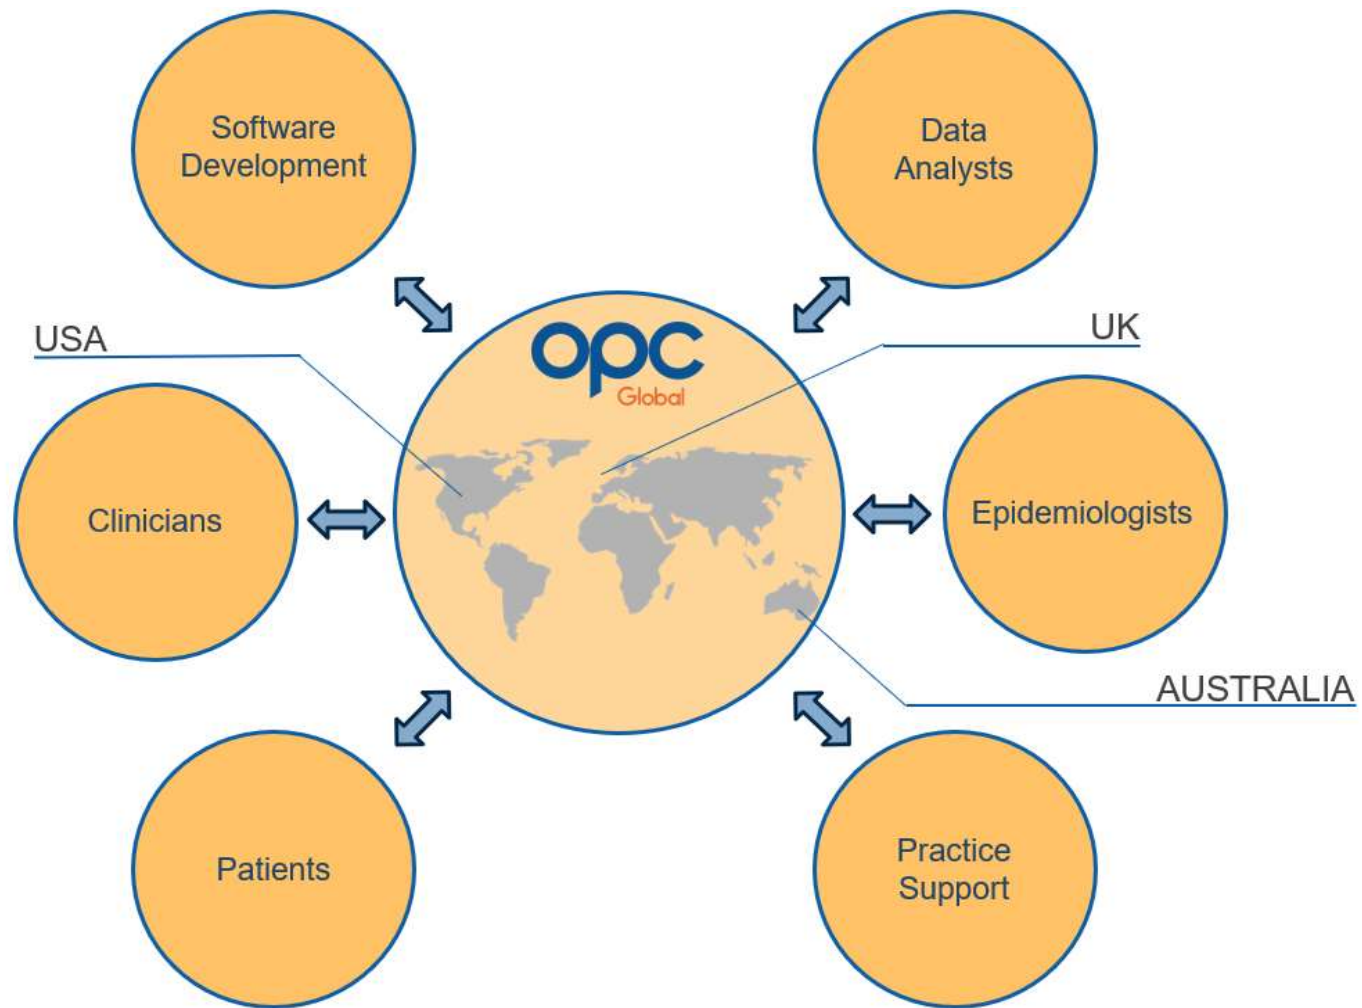 Software
Development
Data
Analysts
USA
opc
Global
UK
Clinicians
Epidemiologists
AUSTRALIA
Patients
Practice
Support